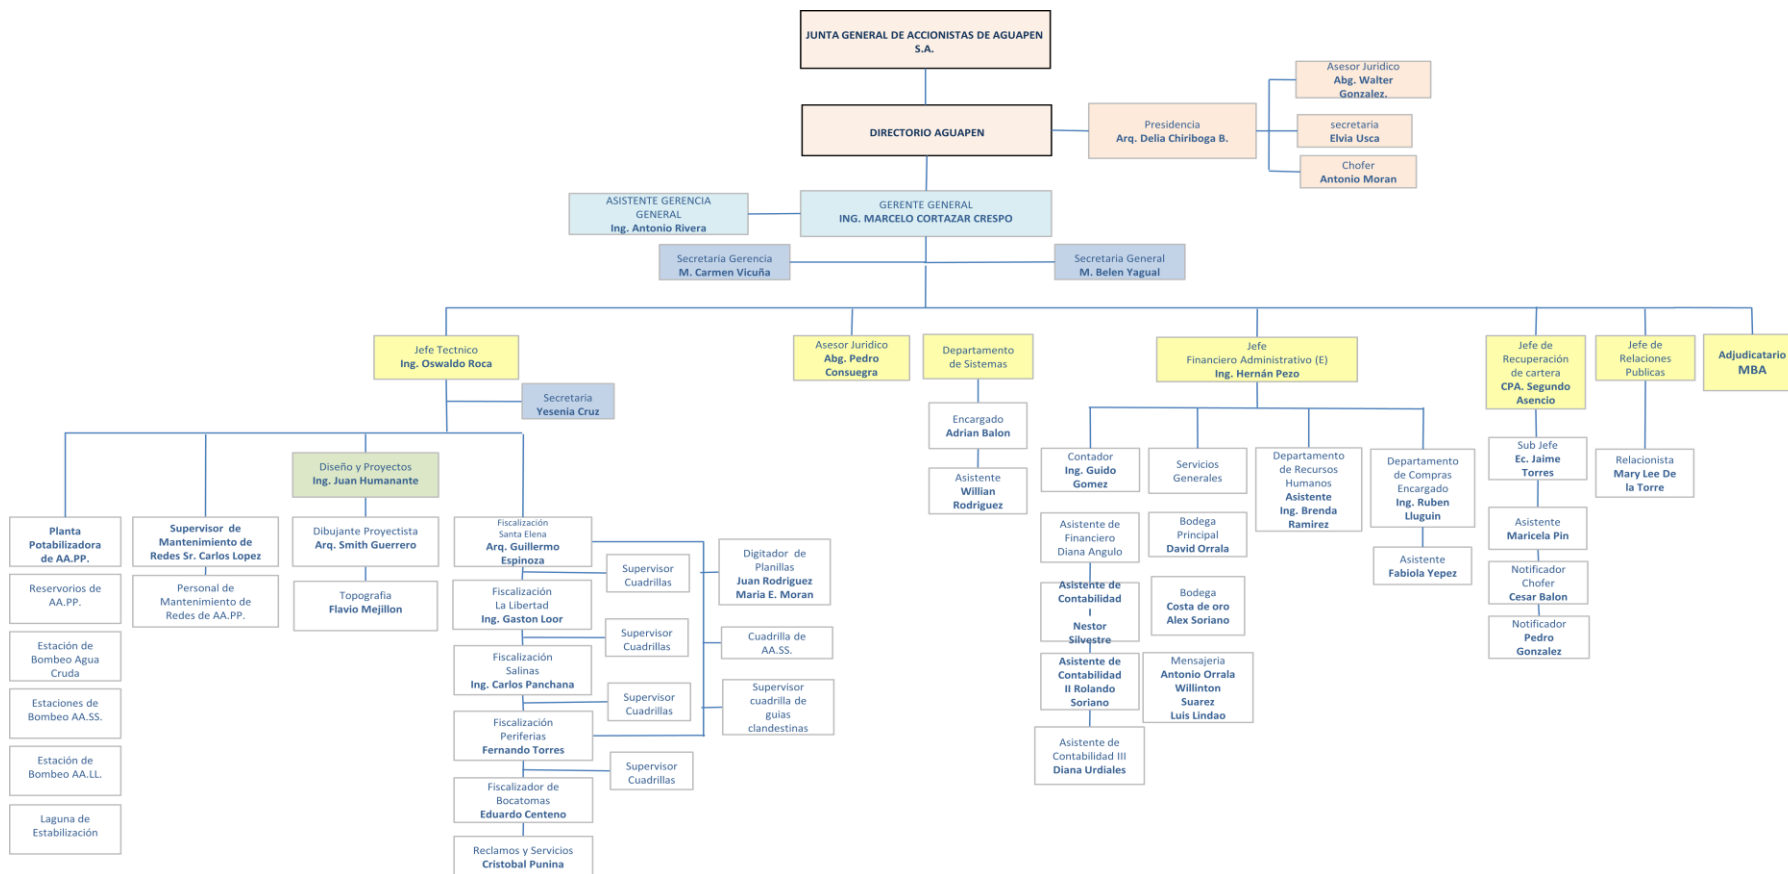 JUNTA GENERAL DE ACCIONISTAS DE AGUAPEN
S.A.
Asesor Juridico
Abg. Walter
Gonzalez.
DIRECTORIO AGUAPEN
Presidencia
Arq. Delia Chiriboga B.
secretaria
Elvia Usca
Chofer
Antonio Moran
ASISTENTE GERENCIA
GENERAL
Ing. Antonio Rivera
GERENTE GENERAL
ING. MARCELO CORTAZAR CRESPO
Secretaria Gerencia
M. Carmen Vicuña
Secretaria General
M. Belen Yagual
Jefe Tectnico
Ing. Oswaldo Roca
Asesor Juridico
Abg. Pedro
Consuegra
Departamento
de Sistemas
Jefe
Financiero Administrativo (E)
Ing. Hernán Pezo
Jefe de
Recuperación
de cartera
CPA. Segundo
Asencio
Jefe de
Relaciones
Publicas
Adjudicatario
MBA
Secretaria
Yesenia Cruz
Diseño y Proyectos
Ing. Juan Humanante
Encargado
Adrian Balon
Asistente
Willian
Rodriguez
Contador
Ing. Guido
Gomez
Servicios
Generales
Departamento
de Recursos
Humanos
Asistente
Ing. Brenda
Ramirez
Departamento
de Compras
Encargado
Ing. Ruben
Lluguin
Sub Jefe
Ec. Jaime
Torres
Relacionista
Mary Lee De
la Torre
Planta
Potabilizadora
de AA.PP.
Supervisor de
Mantenimiento de
Redes Sr. Carlos Lopez
Dibujante Proyectista
Arq. Smith Guerrero
Fiscalización
Santa Elena
Arq. Guillermo
Espinoza
Supervisor
Cuadrillas
Digitador de
Planillas
Juan Rodriguez
Maria E. Moran
Asistente de
Financiero
Diana Angulo
Bodega
Principal
David Orrala
Asistente
Fabiola Yepez
Asistente
Maricela Pin
Reservorios de
AA.PP.
Personal de
Mantenimiento de
Redes de AA.PP.
Topografia
Flavio Mejillon
Fiscalización
La Libertad
Ing. Gaston Loor
Supervisor
Cuadrillas
Cuadrilla de
AA.SS.
Asistente de
Contabilidad
I
Nestor
Silvestre
Bodega
Costa de oro
Alex Soriano
Notificador
Chofer
Cesar Balon
Notificador
Pedro
Gonzalez
Estación de
Bombeo Agua
Cruda
Fiscalización
Salinas
Ing. Carlos Panchana
Supervisor
Cuadrillas
Supervisor
cuadrilla de
guias
clandestinas
Asistente de
Contabilidad
II Rolando
Soriano
Mensajeria
Antonio Orrala
Willinton
Suarez
Luis Lindao
Estaciones de
Bombeo AA.SS.
Fiscalización
Periferias
Fernando Torres
Supervisor
Cuadrillas
Asistente de
Contabilidad III
Diana Urdiales
Estación de
Bombeo AA.LL.
Fiscalizador de
Bocatomas
Eduardo Centeno
Laguna de
Estabilización
Reclamos y Servicios
Cristobal Punina